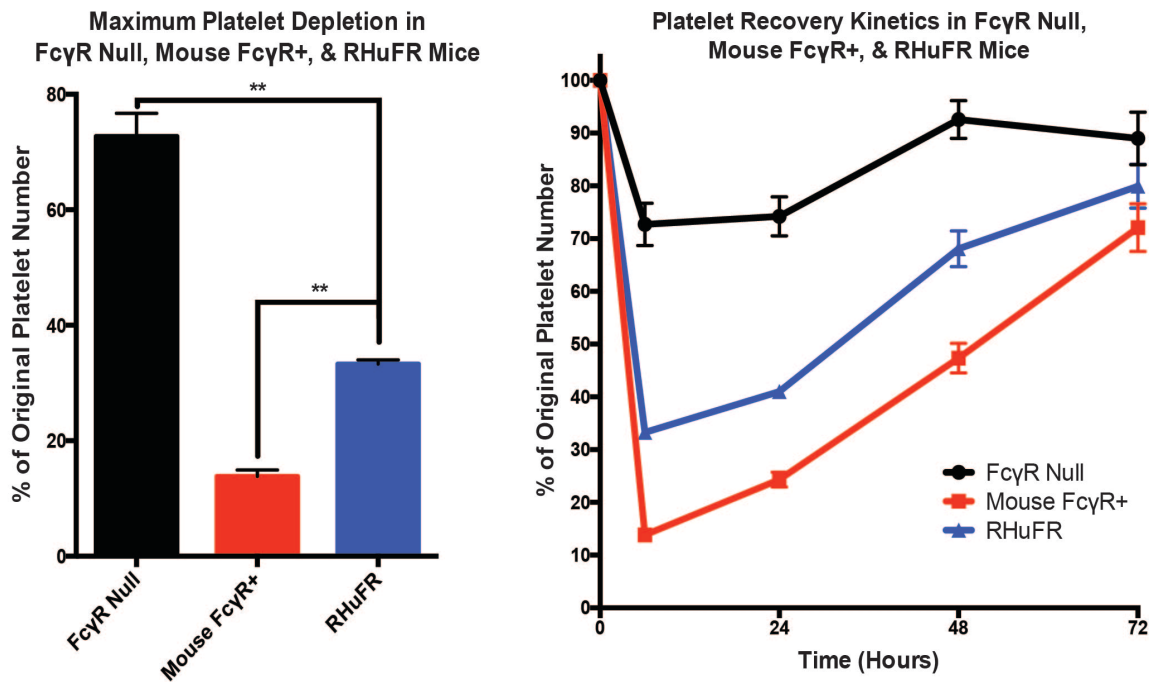 Maximum Platelet Depletion in
FcγR Null, Mouse FcγR+, & RHuFR Mice
% of Original Platelet Number
80
60
40
20
0
**
**
FcγR Null
Mouse FcγR+
RHuFR
Platelet Recovery Kinetics in FcγR Null,
Mouse FcγR+, & RHuFR Mice
% of Original Platelet Number
100
90
80
70
60
50
40
30
20
10
0
FcγR Null
Mouse FcγR+
RHuFR
0 24 48 72
Time (Hours)